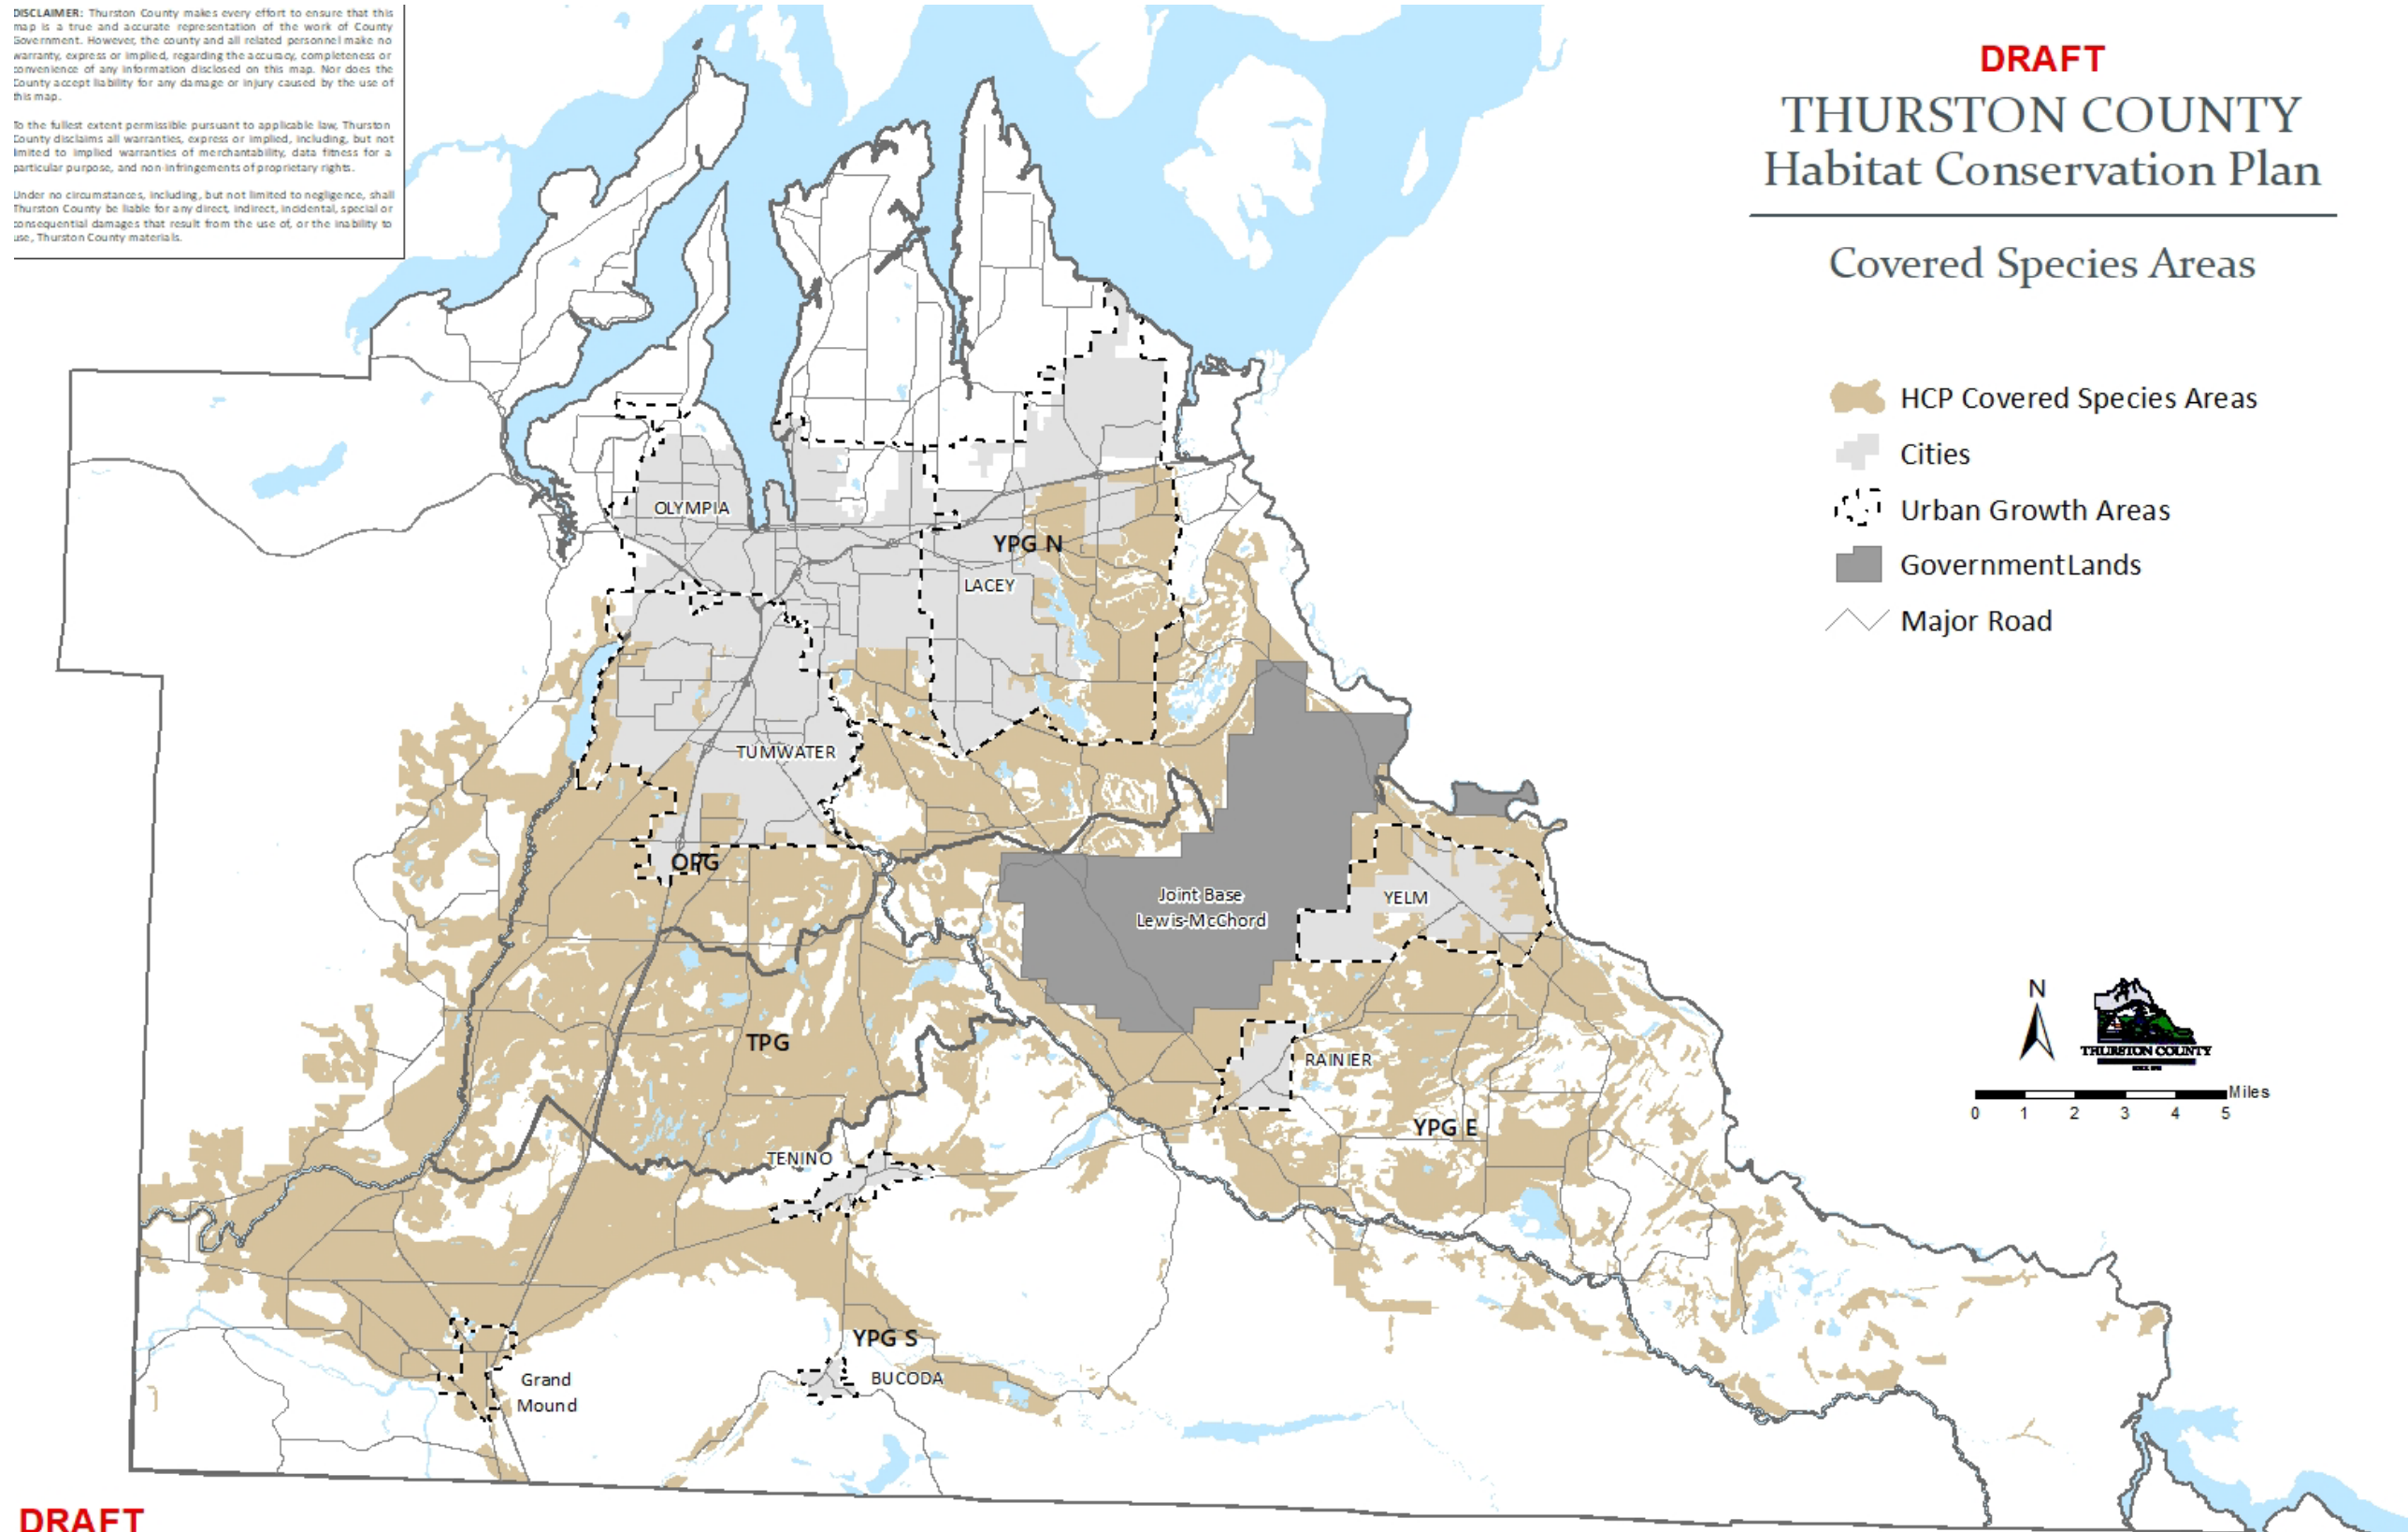 DISCLAIMER: Thurston County makes every effort to ensure that this
map is a true and accurate representation of the work of County
Government. However, the county and all related personnel make no
warranty, express or implied, regarding the accuracy, completeness or
convenience of any information disclosed on this map. Nor does the
County accept liability for any damage or injury caused by the use of
this map.
To the fullest extent permissible pursuant to applicable law, Thurston
County disclaims all warranties, express or implied, including, but not
limited to implied warranties of merchantability, data fitness for a
particular purpose, and non-infringements of proprietary rights.
Under no circumstances, including, but not limited to negligence, shall
Thurston County be liable for any direct, indirect, incidental, special or
consequential damages that result from the use of, or the inability to
use, Thurston County materials.
DRAFT
THURSTON COUNTY
Habitat Conservation Plan
Covered Species Areas
HCP Covered Species Areas
Cities
Urban Growth Areas
GovernmentLands
Major Road
OLYMPIA
YPG N
LACEY
TUMWATER
OPG
Joint Base
Lewis-McChord
YELM
TPG
RAINIER
YPG E
TENINO
YPG S
BUCODA
Grand
Mound
N
THURSTON COUNTY
Miles
0 1 2 3 4 5
DRAFT